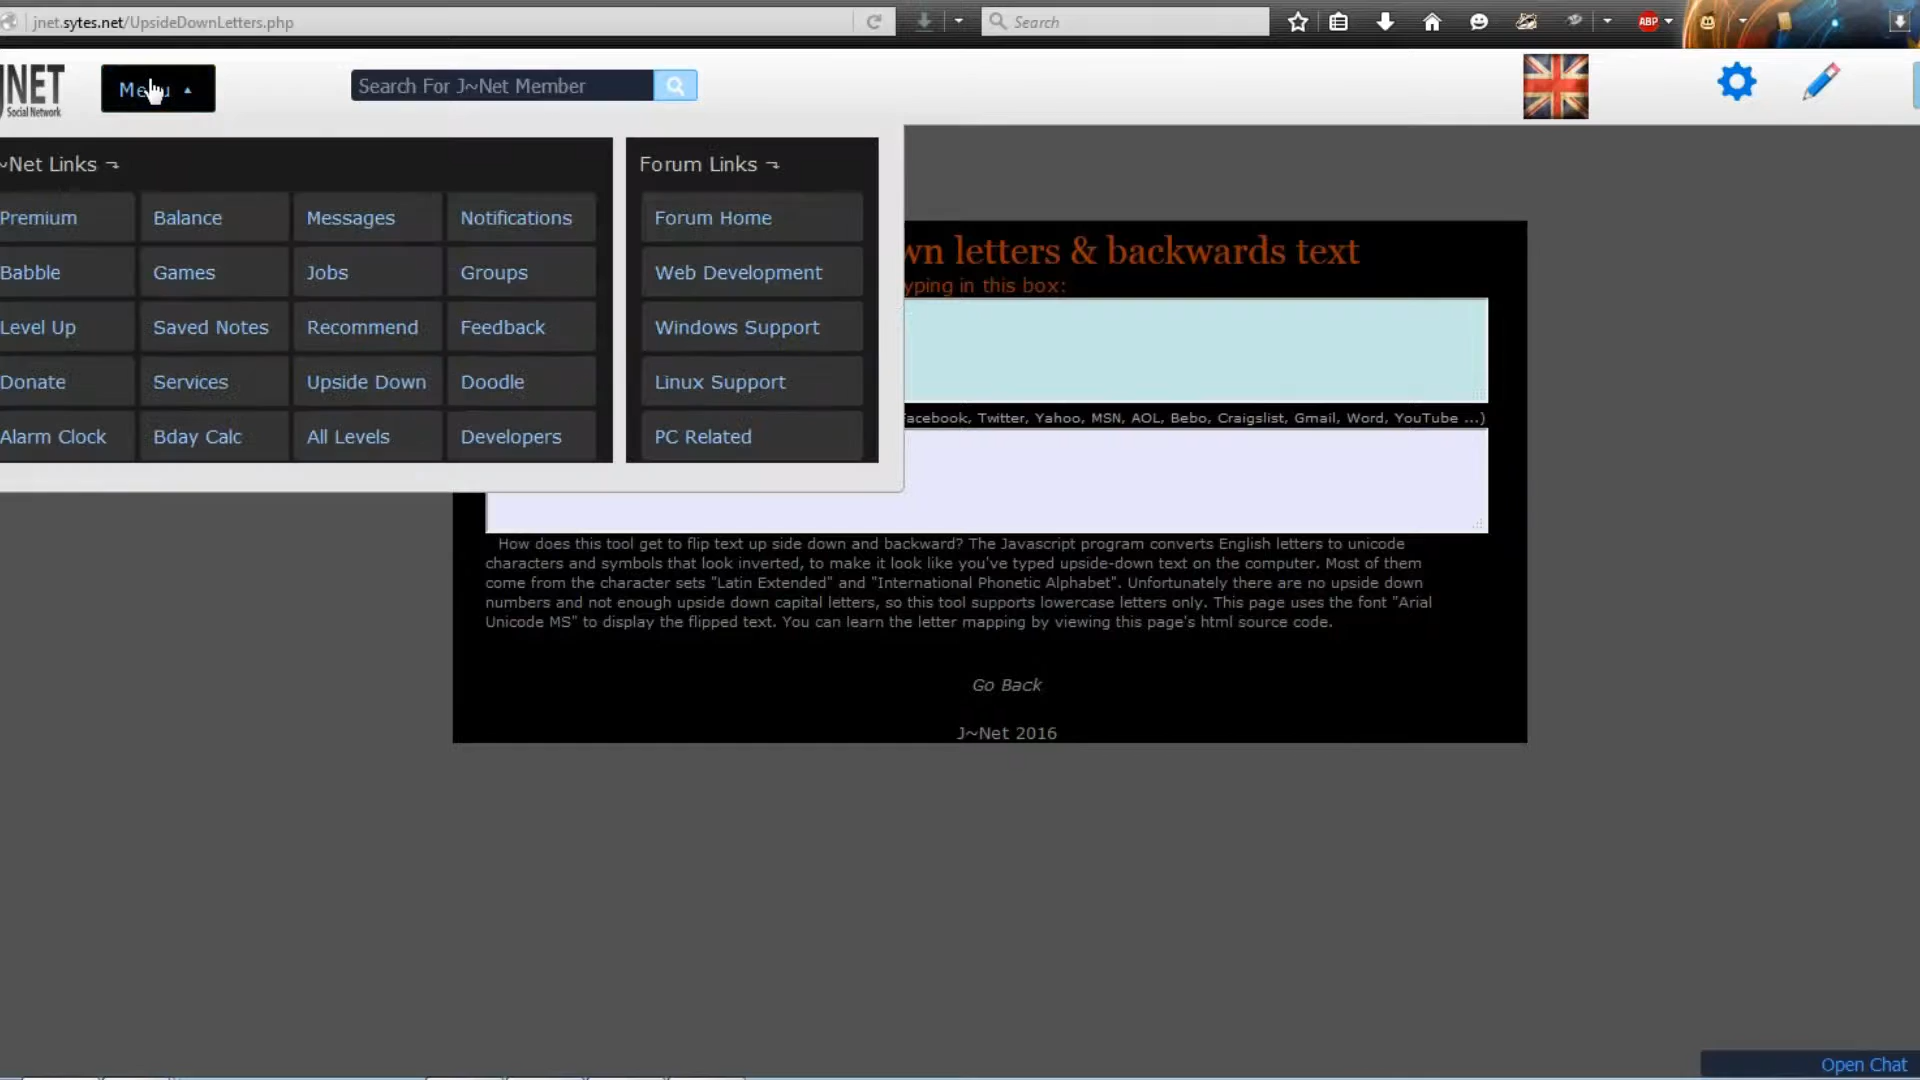 jnet.sytes.net/UpsideDownLetters.php
Search
ABP
JNET
Social Network
Menu
Search For J~Net Member
~Net Links ¬
Premium Balance Messages Notifications
Babble Games Jobs Groups
Level Up Saved Notes Recommend Feedback
Donate Services Upside Down Doodle
Alarm Clock Bday Calc All Levels Developers
Forum Links ¬
Forum Home
Web Development
Windows Support
Linux Support
PC Related
wn letters & backwards text
yping in this box:
Facebook, Twitter, Yahoo, MSN, AOL, Bebo, Craigslist, Gmail, Word, YouTube ...)
How does this tool get to flip text up side down and backward? The Javascript program converts English letters to unicode
characters and symbols that look inverted, to make it look like you've typed upside-down text on the computer. Most of them
come from the character sets "Latin Extended" and "International Phonetic Alphabet". Unfortunately there are no upside down
numbers and not enough upside down capital letters, so this tool supports lowercase letters only. This page uses the font "Arial
Unicode MS" to display the flipped text. You can learn the letter mapping by viewing this page's html source code.
Go Back
J~Net 2016
Open Chat